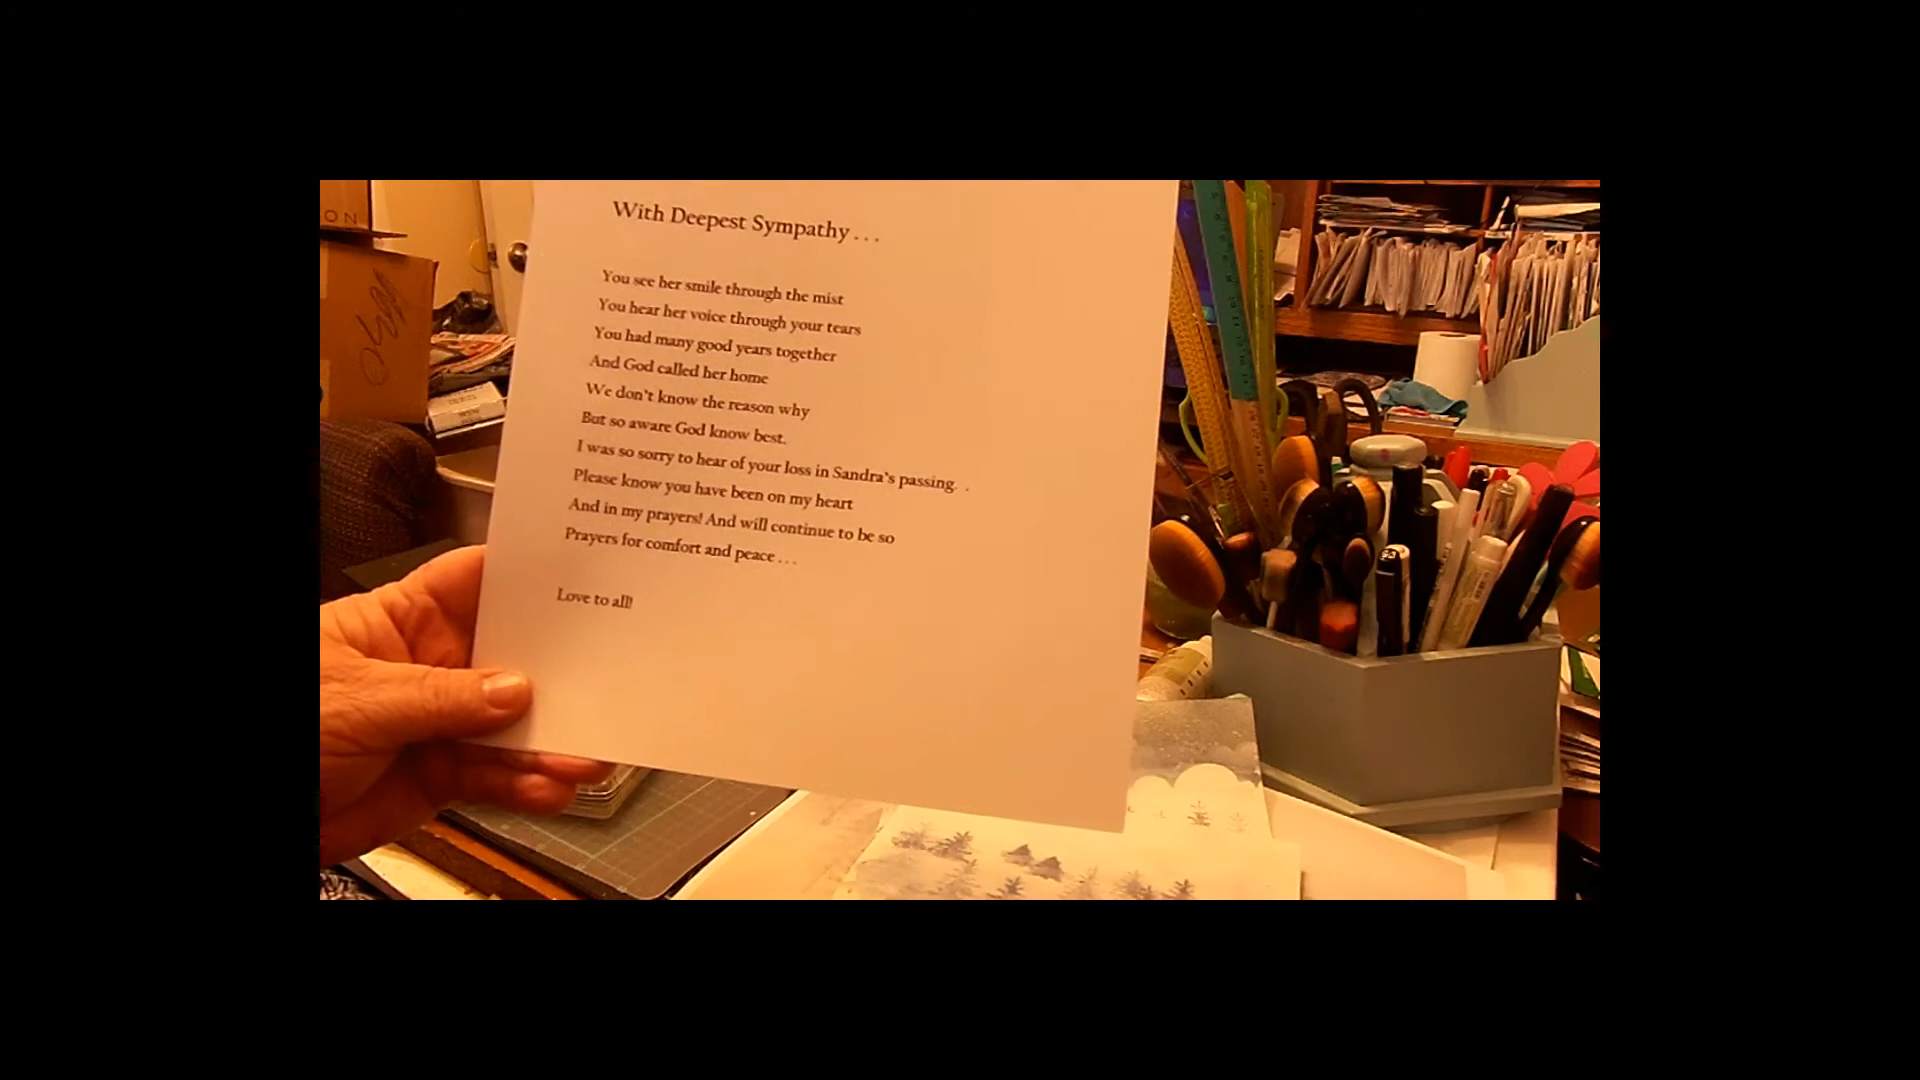 With Deepest Sympathy . . .
You see her smile through the mist
You hear her voice through your tears
You had many good years together
And God called her home
We don't know the reason why
But so aware God know best.
I was so sorry to hear of your loss in Sandra's passing. .
Please know you have been on my heart
And in my prayers! And will continue to be so
Prayers for comfort and peace . . .
Love to all!
ON